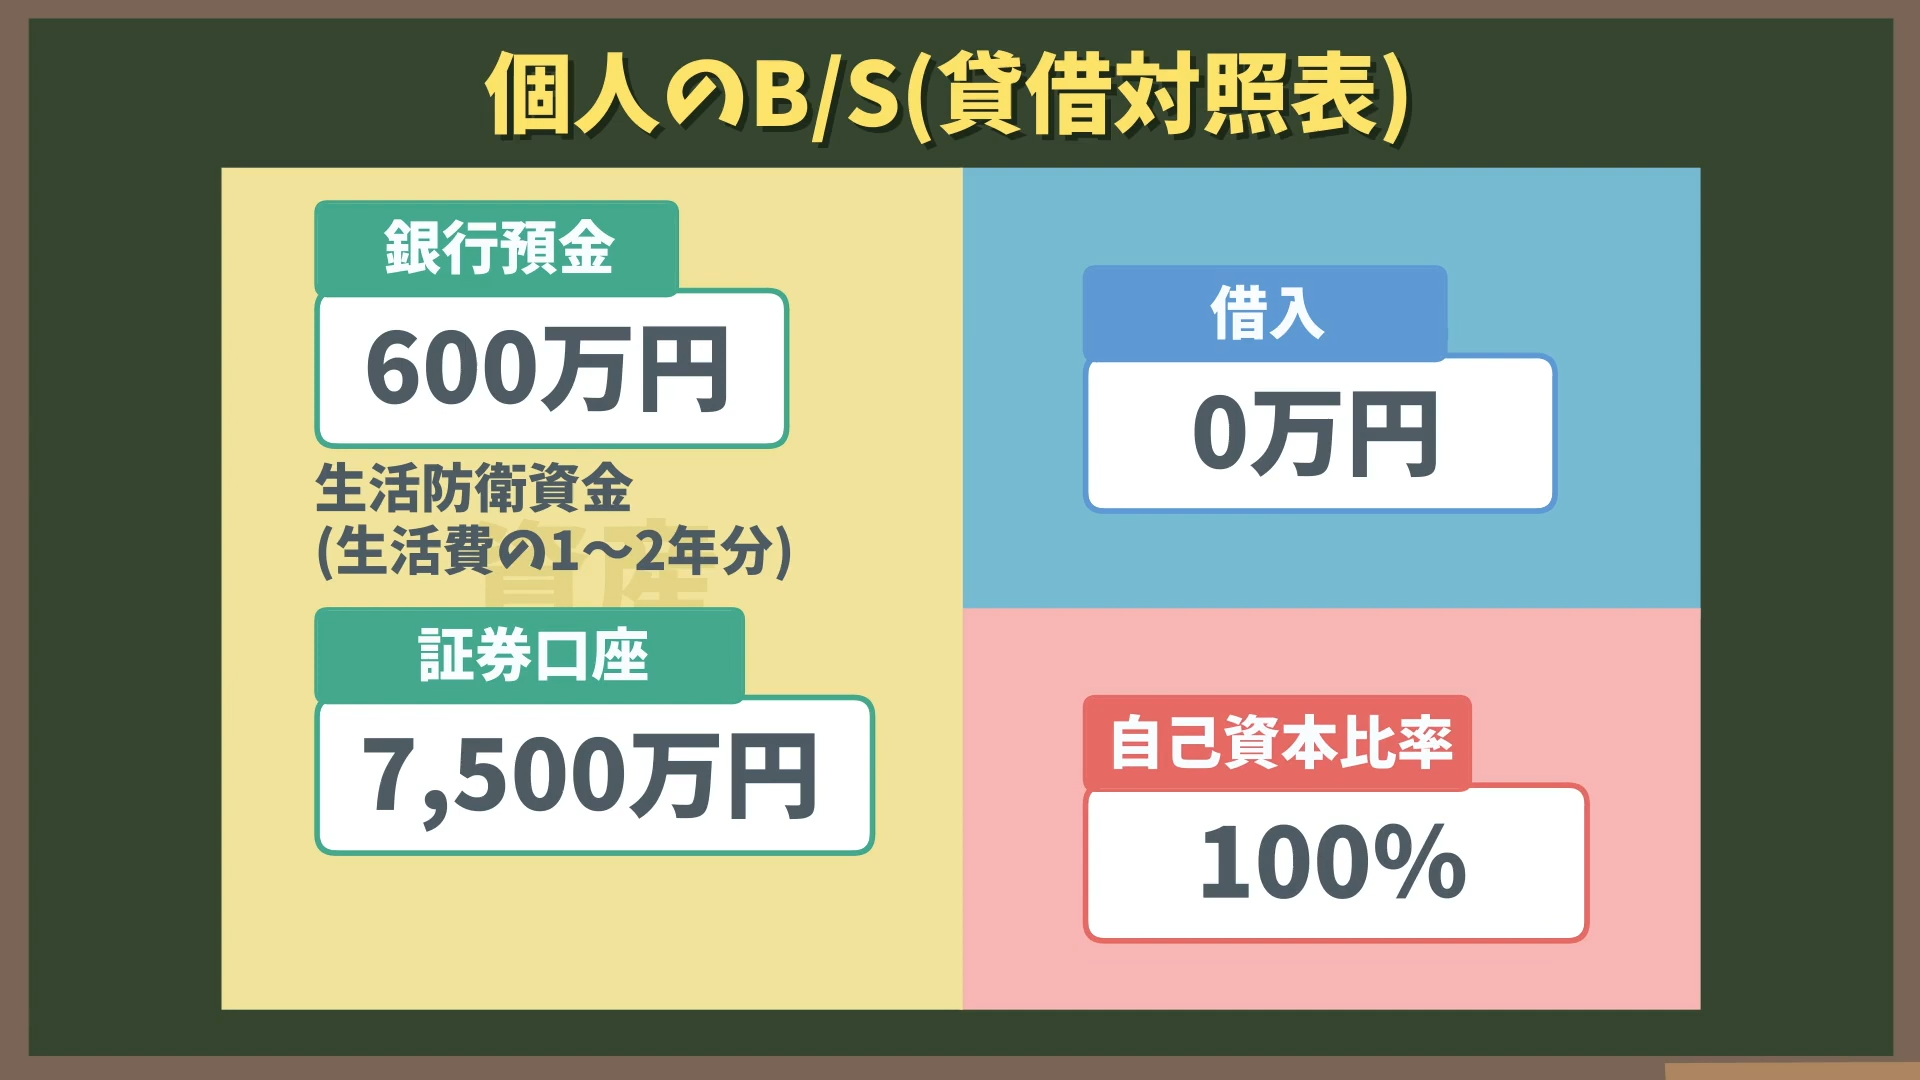 個人のB/S(貸借対照表)
銀行預金
600万円
生活防衛資金
(生活費の1〜2年分)
資産
証券口座
7,500万円
借入
0万円
自己資本比率
100%